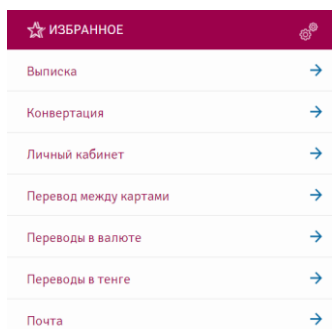 ИЗБРАННОЕ
Выписка
Конвертация
Личный кабинет
Перевод между картами
Переводы в валюте
Переводы в тенге
Почта